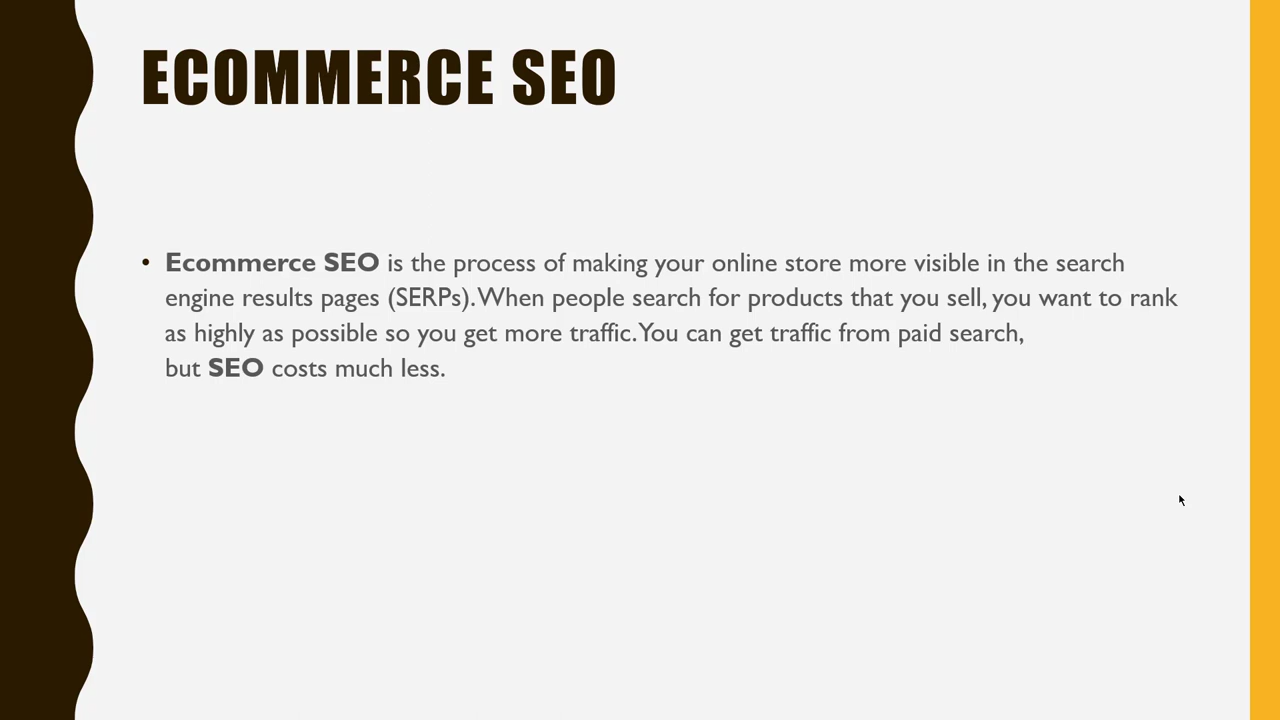 ECOMMERCE SEO
• Ecommerce SEO is the process of making your online store more visible in the search
engine results pages (SERPs). When people search for products that you sell, you want to rank
as highly as possible so you get more traffic. You can get traffic from paid search,
but SEO costs much less.